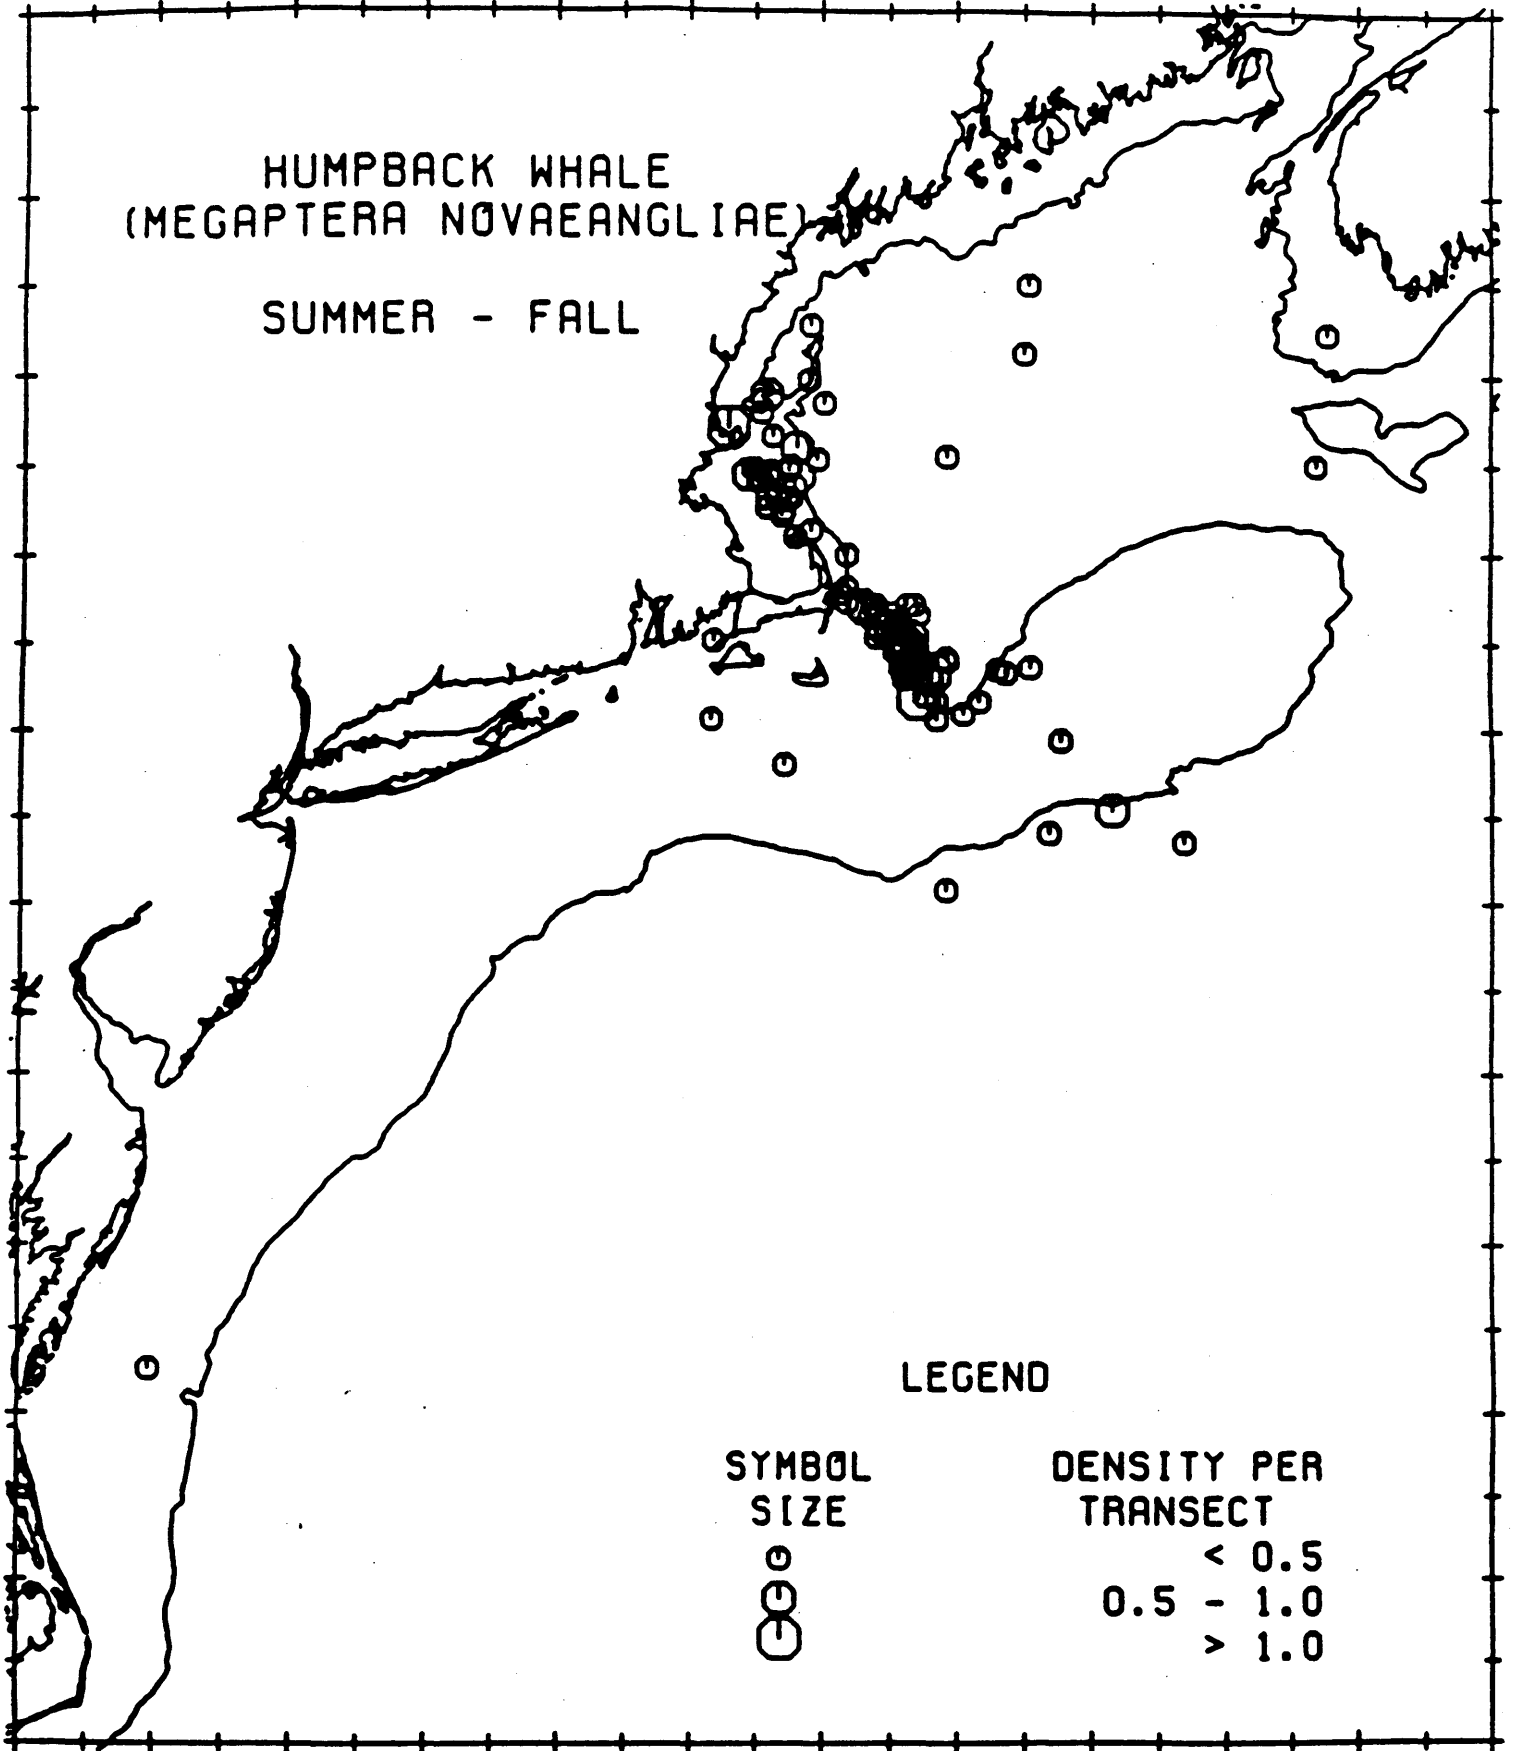 HUMPBACK WHALE
(MEGAPTERA NOVAEANGLIAE)
SUMMER - FALL
LEGEND
SYMBOL SIZE
DENSITY PER TRANSECT
< 0.5
0.5 - 1.0
> 1.0